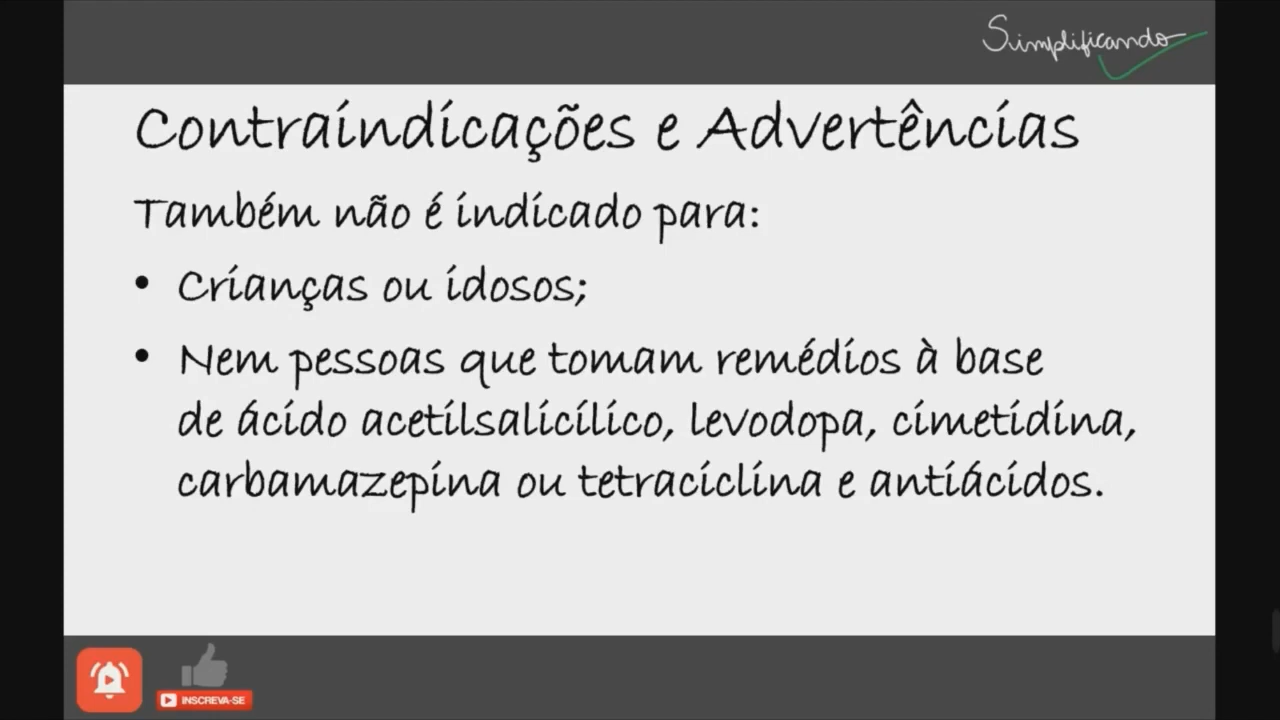 Simplificando
Contraindicações e Advertências
Também não é indicado para:
• Crianças ou idosos;
• Nem pessoas que tomam remédios à base
de ácido acetilsalicílico, levodopa, cimetidina,
carbamazepina ou tetraciclina e antiácidos.
INSCREVA-SE